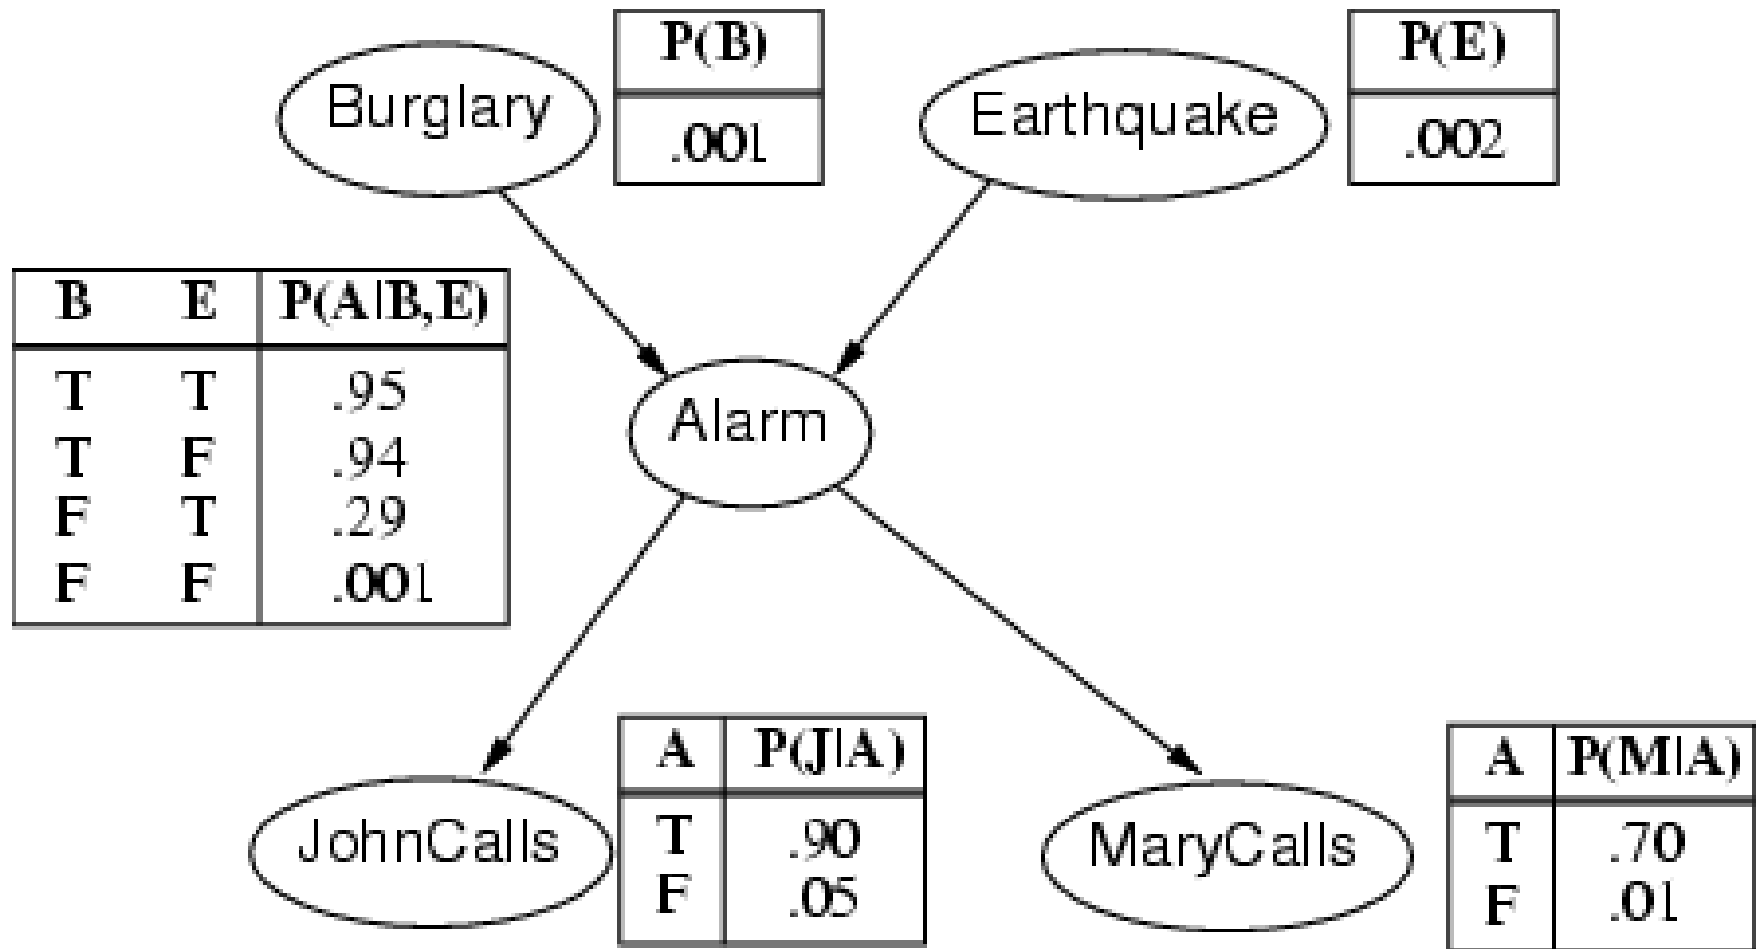 Burglary
P(B)
.001
Earthquake
P(E)
.002
B E P(A|B,E)
T T .95
T F .94
F T .29
F F .001
Alarm
JohnCalls
A P(J|A)
T .90
F .05
MaryCalls
A P(M|A)
T .70
F .01